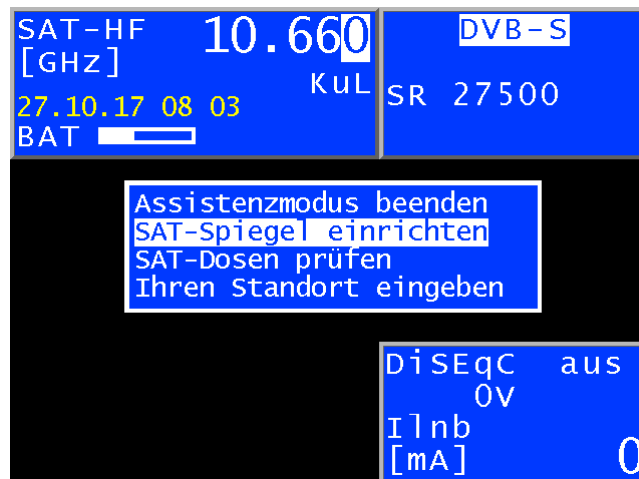 SAT-HF 10.660
[GHz]
KuL
27.10.17 08 03
BAT
DVB-S
SR 27500
Assistenzmodus beenden
SAT-Spiegel einrichten
SAT-Dosen prüfen
Ihren Standort eingeben
DiSEqC aus
0V
Ilnb
[mA] 0